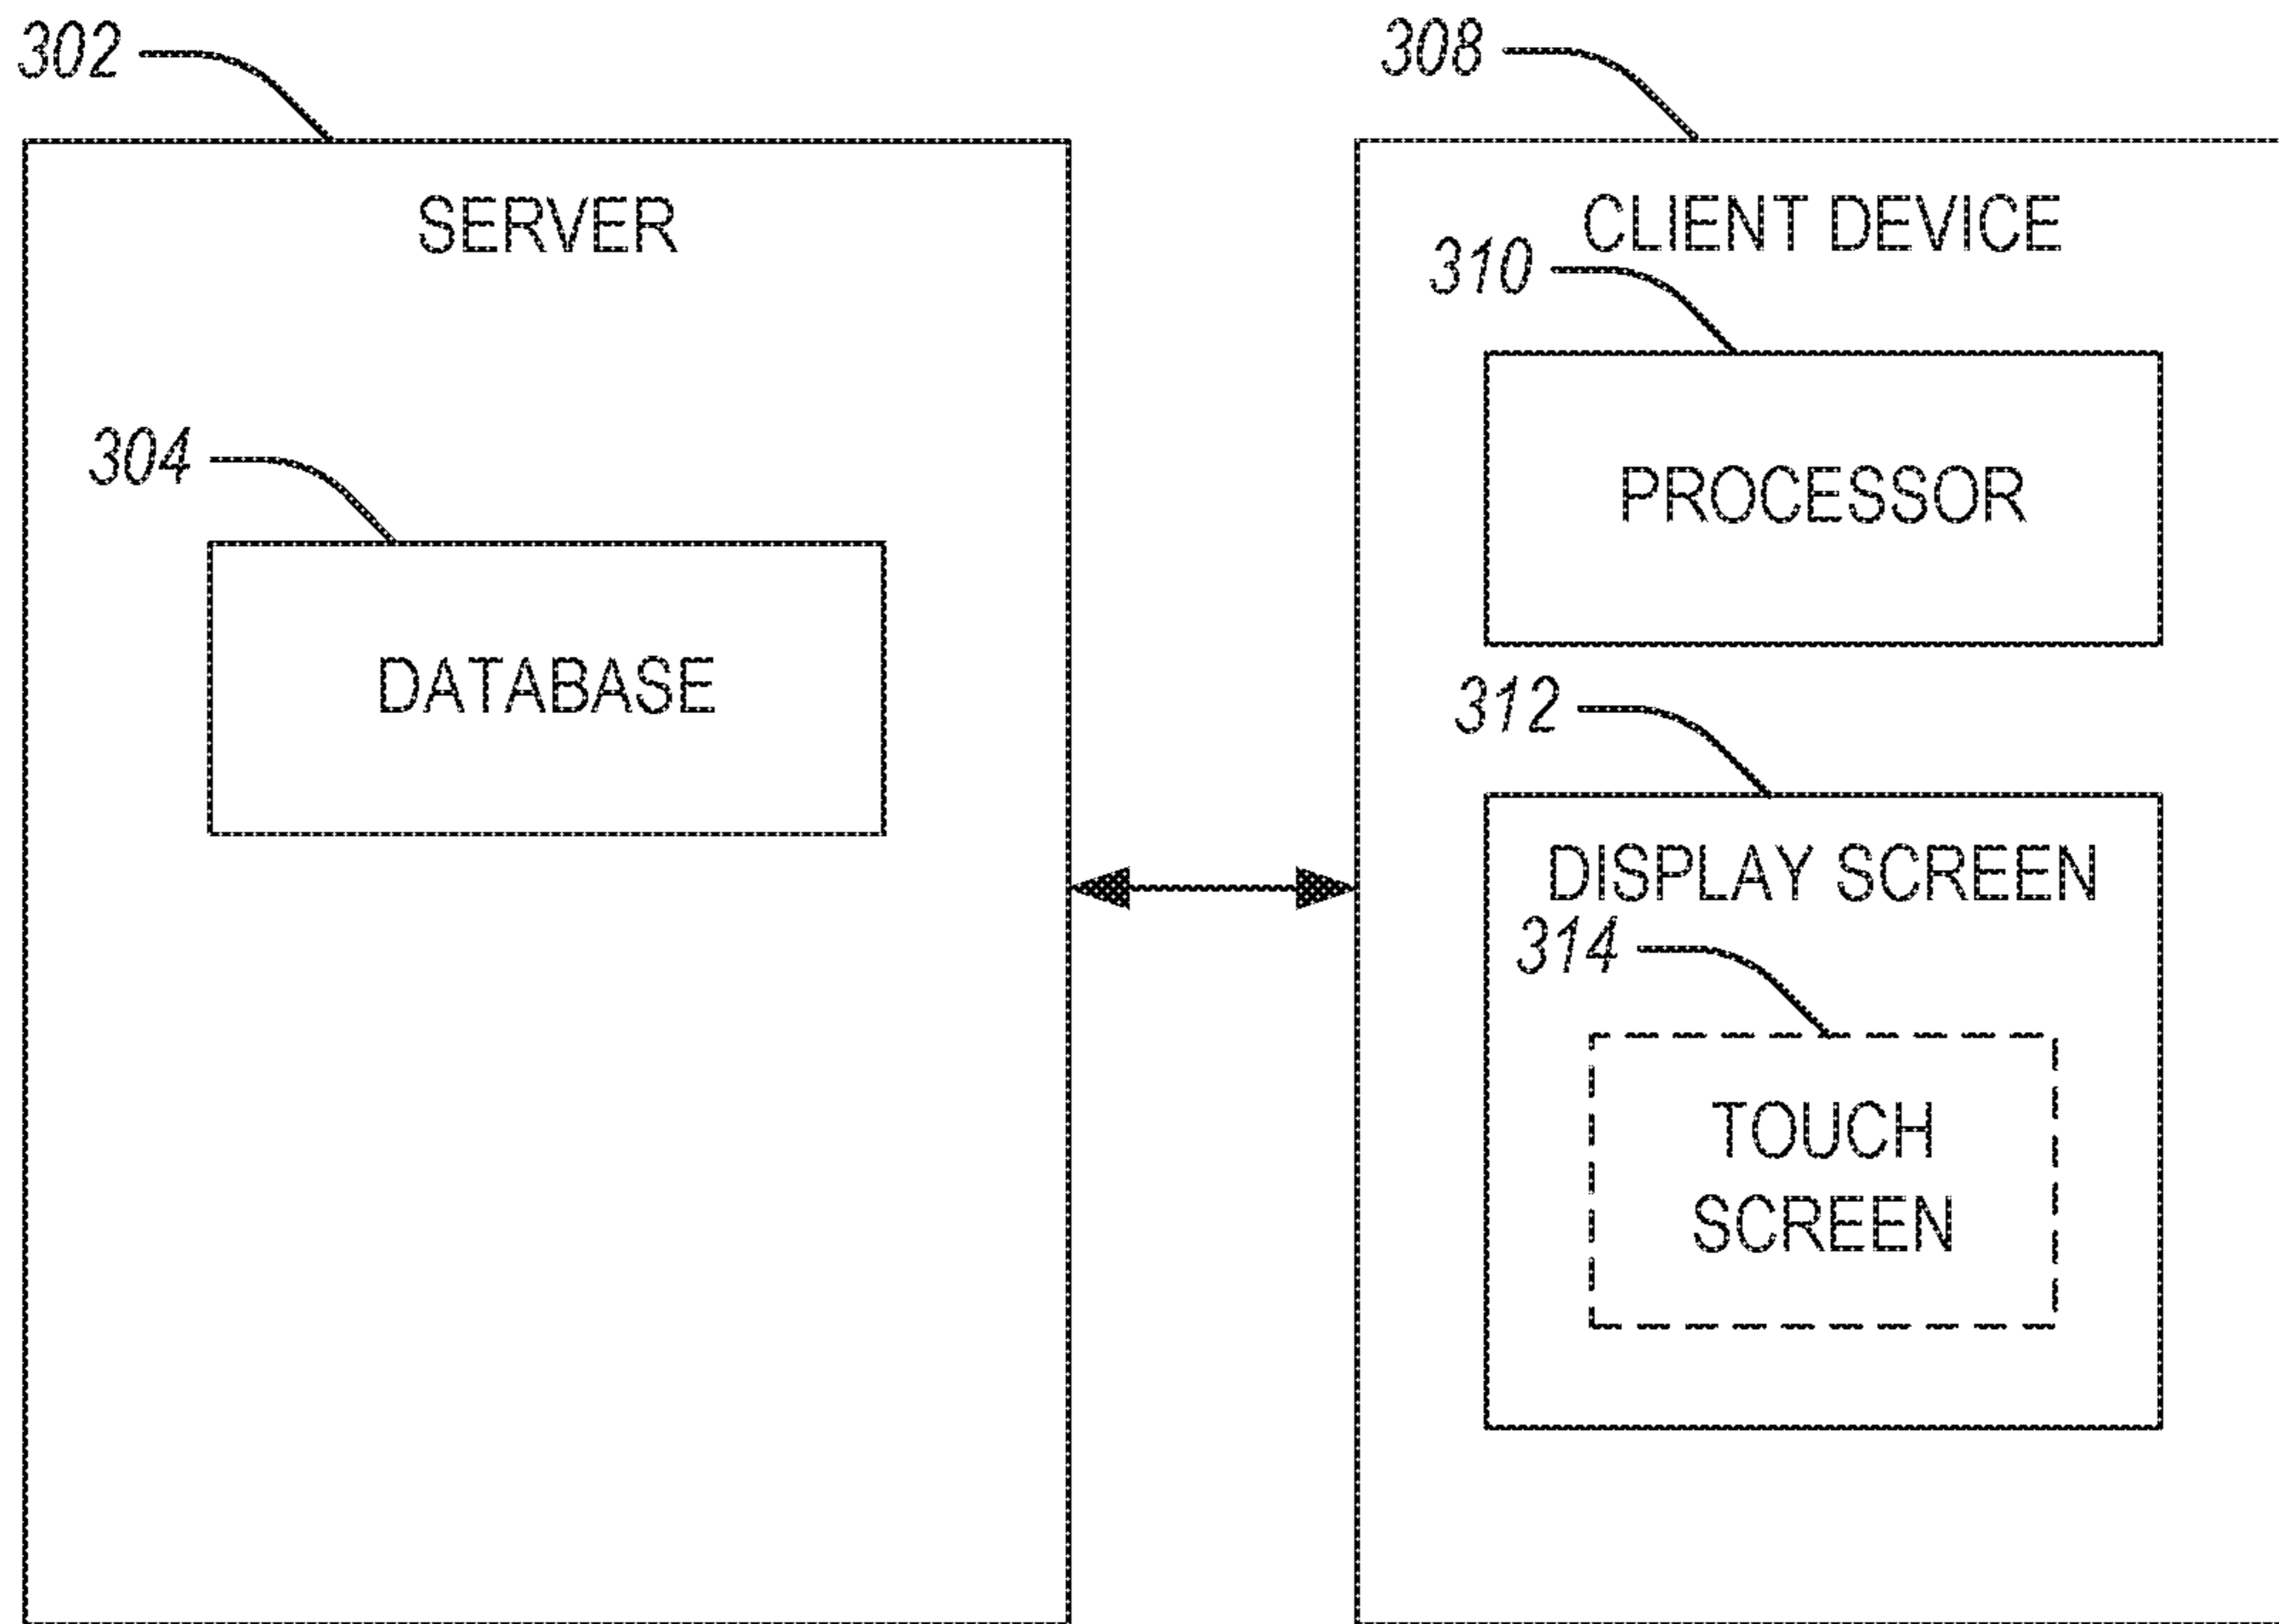 302
SERVER
304
DATABASE
308
CLIENT DEVICE
310
PROCESSOR
312
DISPLAY SCREEN
314
TOUCH
SCREEN